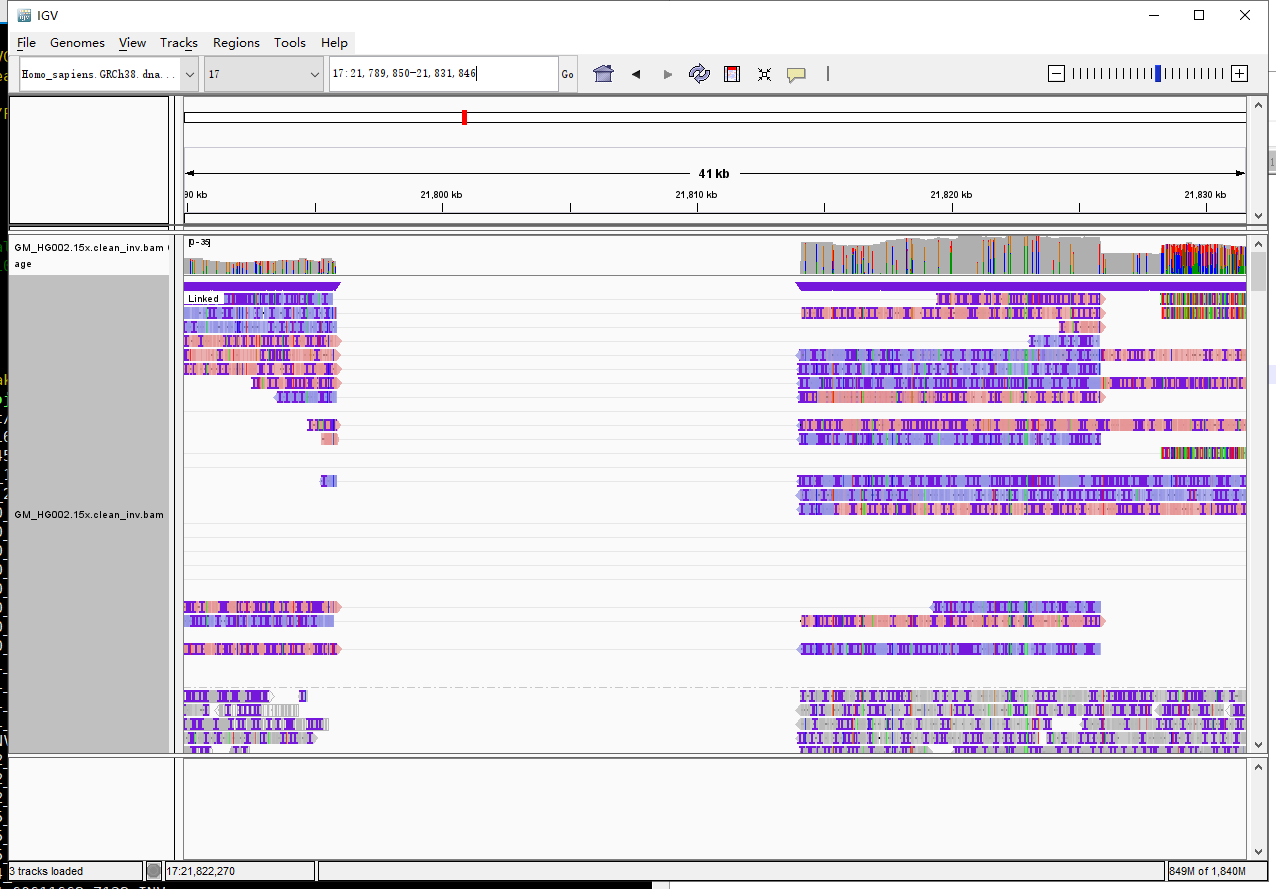 IGV
File Genomes View Tracks Regions Tools Help
Homo_sapiens.GRCh38.dna... 17 17:21,789,850-21,831,846 Go
41 kb
90 kb 21,800 kb 21,810 kb 21,820 kb 21,830 kb
GM_HG002.15x.clean_inv.bam
age
[0-35]
Linked
GM_HG002.15x.clean_inv.bam
3 tracks loaded 17:21,822,270 849M of 1,840M